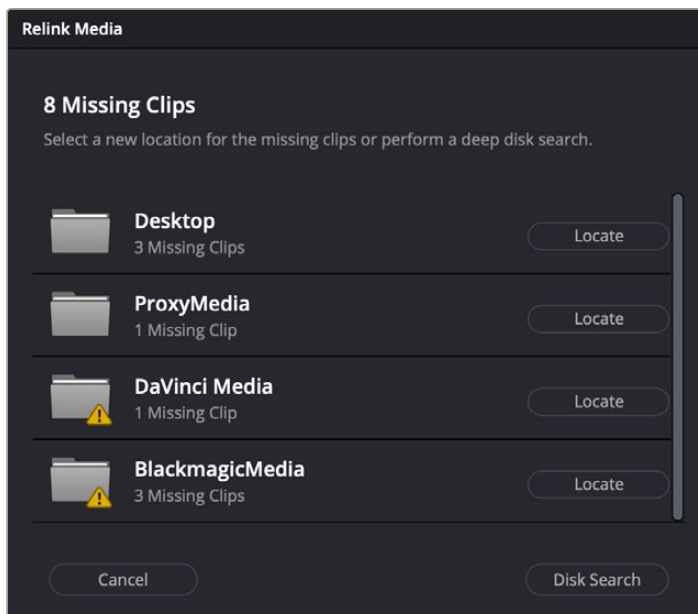 Relink Media
8 Missing Clips
Select a new location for the missing clips or perform a deep disk search.
Desktop
3 Missing Clips
Locate
ProxyMedia
1 Missing Clip
Locate
DaVinci Media
1 Missing Clip
Locate
BlackmagicMedia
3 Missing Clips
Locate
Cancel
Disk Search